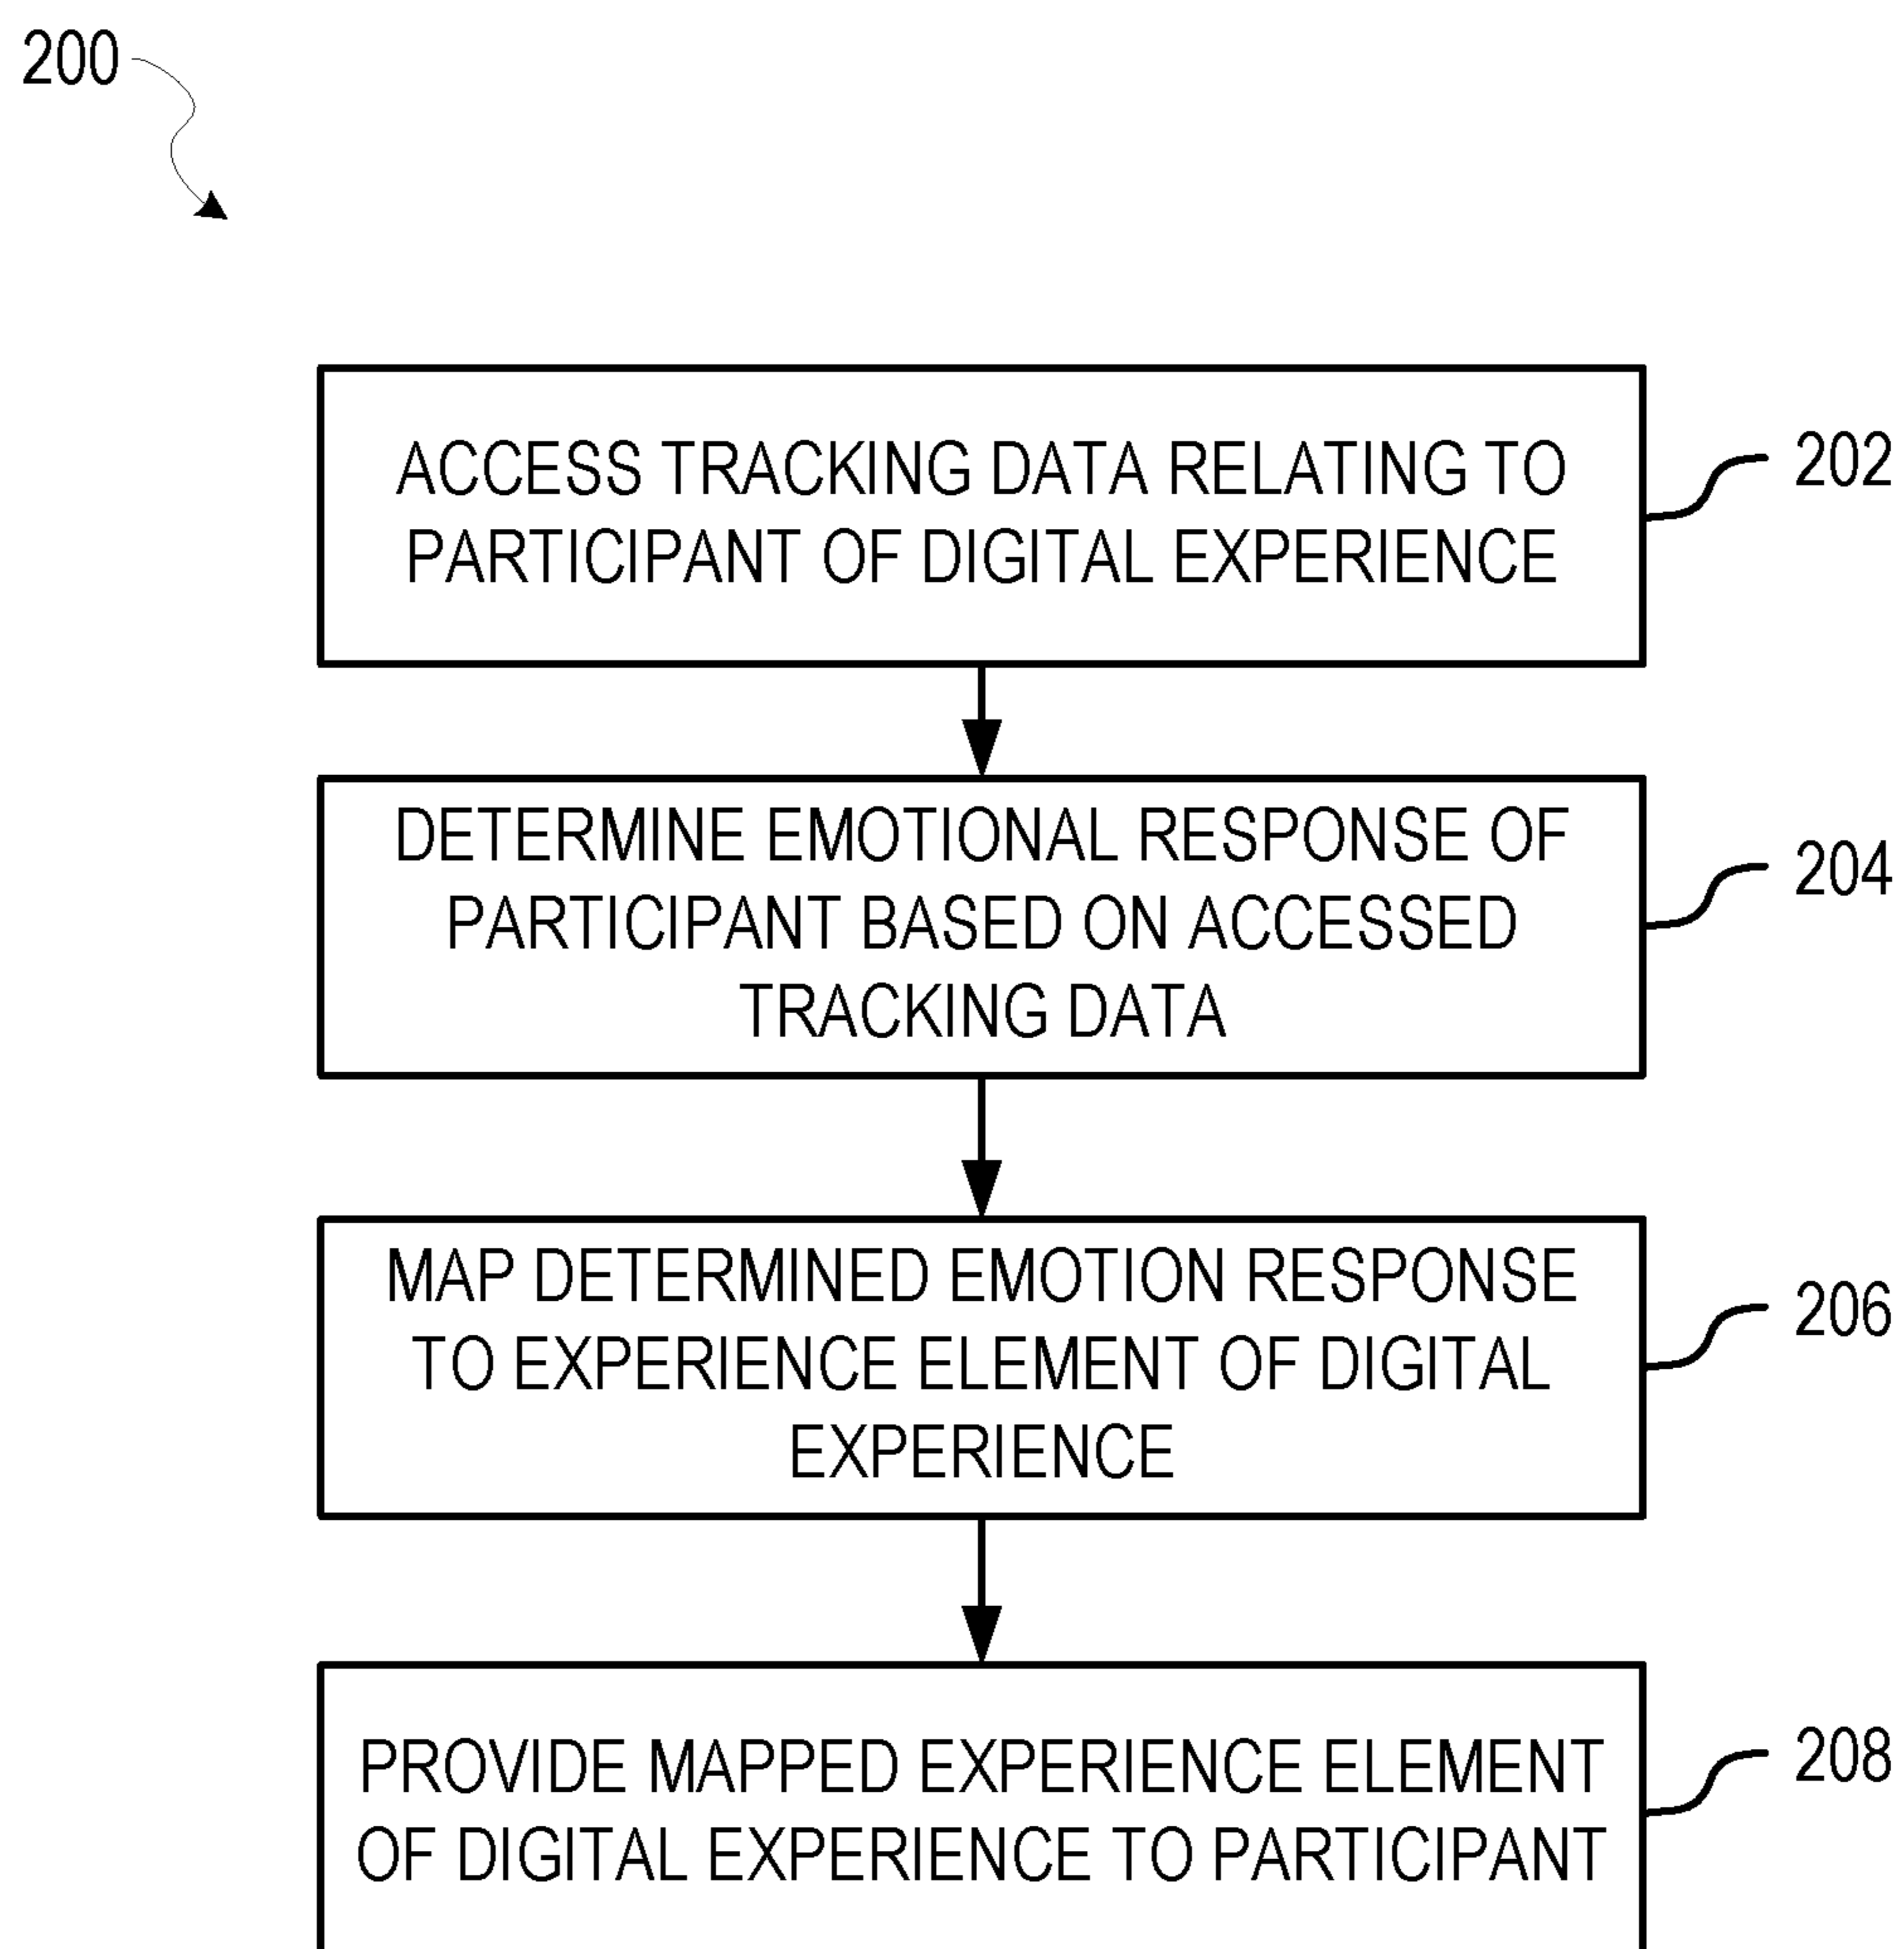 200
ACCESS TRACKING DATA RELATING TO
PARTICIPANT OF DIGITAL EXPERIENCE
202
DETERMINE EMOTIONAL RESPONSE OF
PARTICIPANT BASED ON ACCESSED
TRACKING DATA
204
MAP DETERMINED EMOTION RESPONSE
TO EXPERIENCE ELEMENT OF DIGITAL
EXPERIENCE
206
PROVIDE MAPPED EXPERIENCE ELEMENT
OF DIGITAL EXPERIENCE TO PARTICIPANT
208